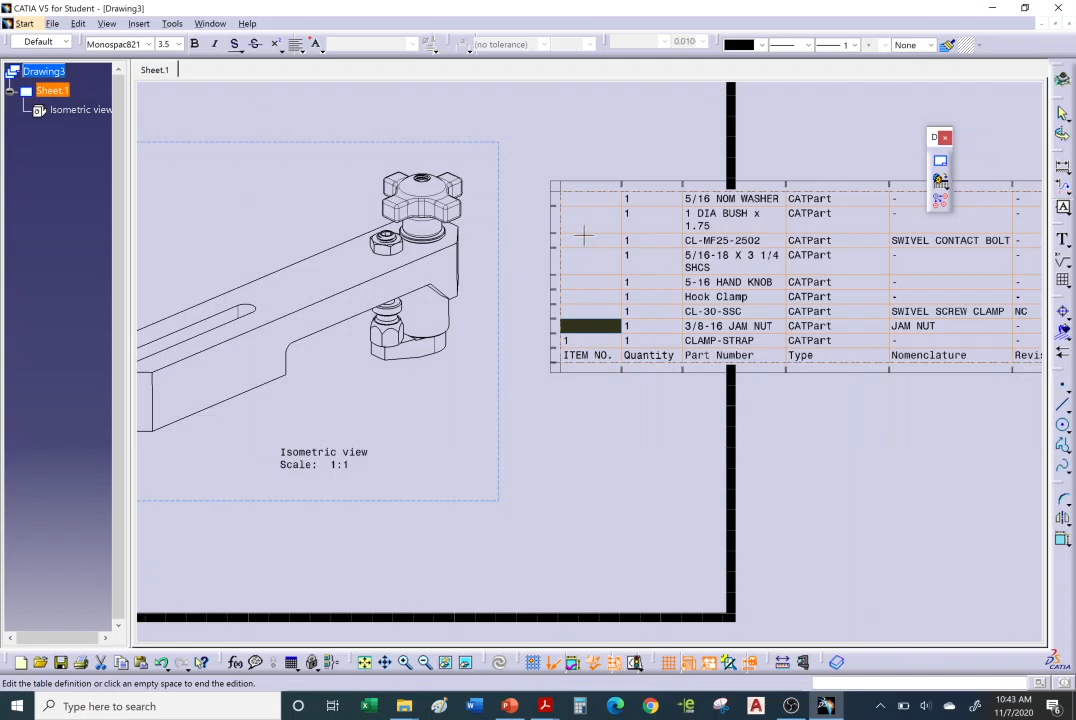 CATIA V5 for Student - [Drawing3]
Start File Edit View Insert Tools Window Help
Default Monospac821 3.5 B I S S (no tolerance) 0.010 1 None
Drawing3
Sheet.1
Isometric view
Sheet.1
D
1 5/16 NOM WASHER CATPart - -
1 1 DIA BUSH x CATPart - -
1.75
1 CL-MF25-2502 CATPart SWIVEL CONTACT BOLT -
1 5/16-18 X 3 1/4 CATPart - -
SHCS
1 5-16 HAND KNOB CATPart - -
1 Hook Clamp CATPart - -
1 CL-30-SSC CATPart SWIVEL SCREW CLAMP NC
1 3/8-16 JAM NUT CATPart JAM NUT -
1 1 CLAMP-STRAP CATPart - -
ITEM NO. Quantity Part Number Type Nomenclature Revis
Isometric view
Scale: 1:1
Edit the table definition or click an empty space to end the edition.
Type here to search
10:43 AM
11/7/2020
6